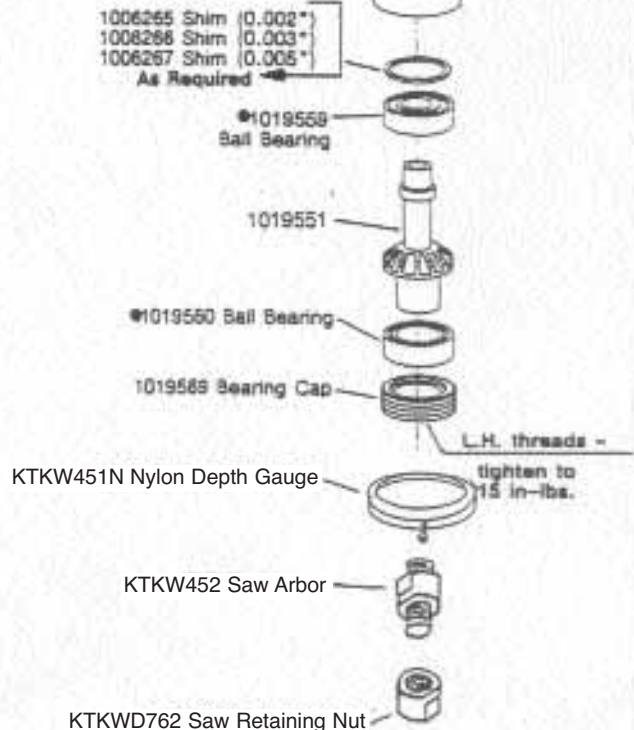 1006265 Shim (0.002")
1006266 Shim (0.003")
1006267 Shim (0.005")
As Required
1019559
Ball Bearing
1019551
1019560 Ball Bearing
1019569 Bearing Cap
L.H. threads -
tighten to
15 in-lbs.
KTKW451N Nylon Depth Gauge
KTKW452 Saw Arbor
KTKWD762 Saw Retaining Nut